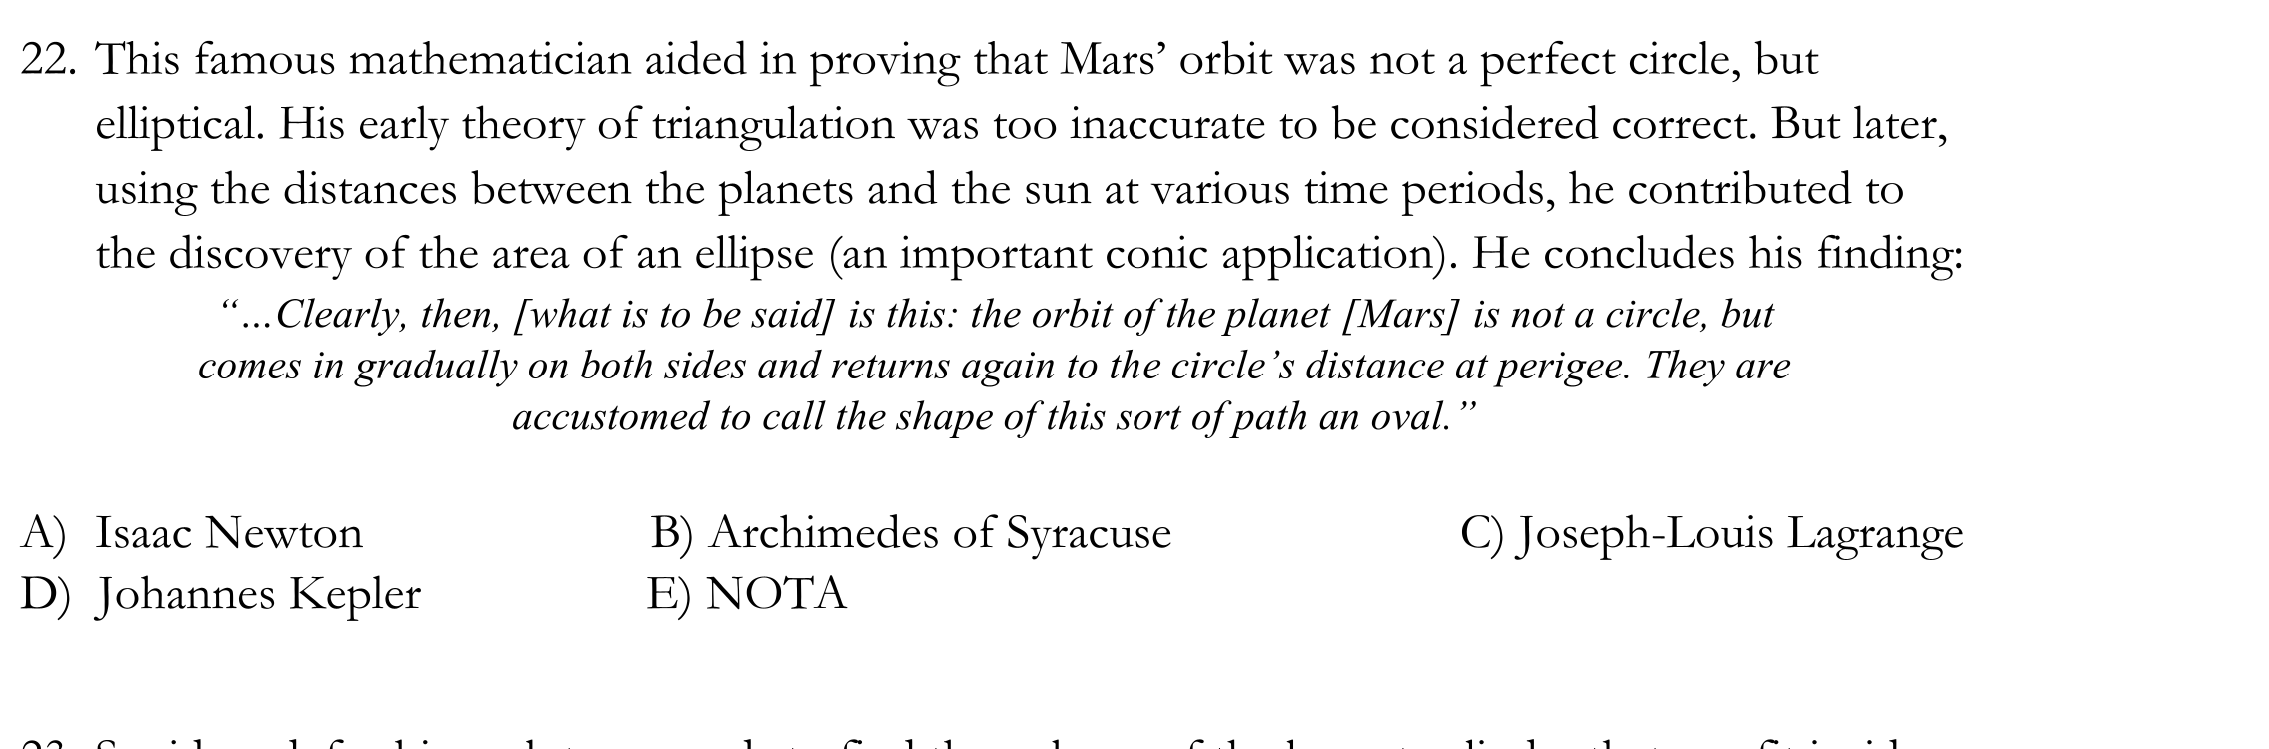 22. This famous mathematician aided in proving that Mars’ orbit was not a perfect circle, but
elliptical. His early theory of triangulation was too inaccurate to be considered correct. But later,
using the distances between the planets and the sun at various time periods, he contributed to
the discovery of the area of an ellipse (an important conic application). He concludes his finding:
“...Clearly, then, [what is to be said] is this: the orbit of the planet [Mars] is not a circle, but
comes in gradually on both sides and returns again to the circle’s distance at perigee. They are
accustomed to call the shape of this sort of path an oval.”
A) Isaac Newton B) Archimedes of Syracuse C) Joseph-Louis Lagrange
D) Johannes Kepler E) NOTA